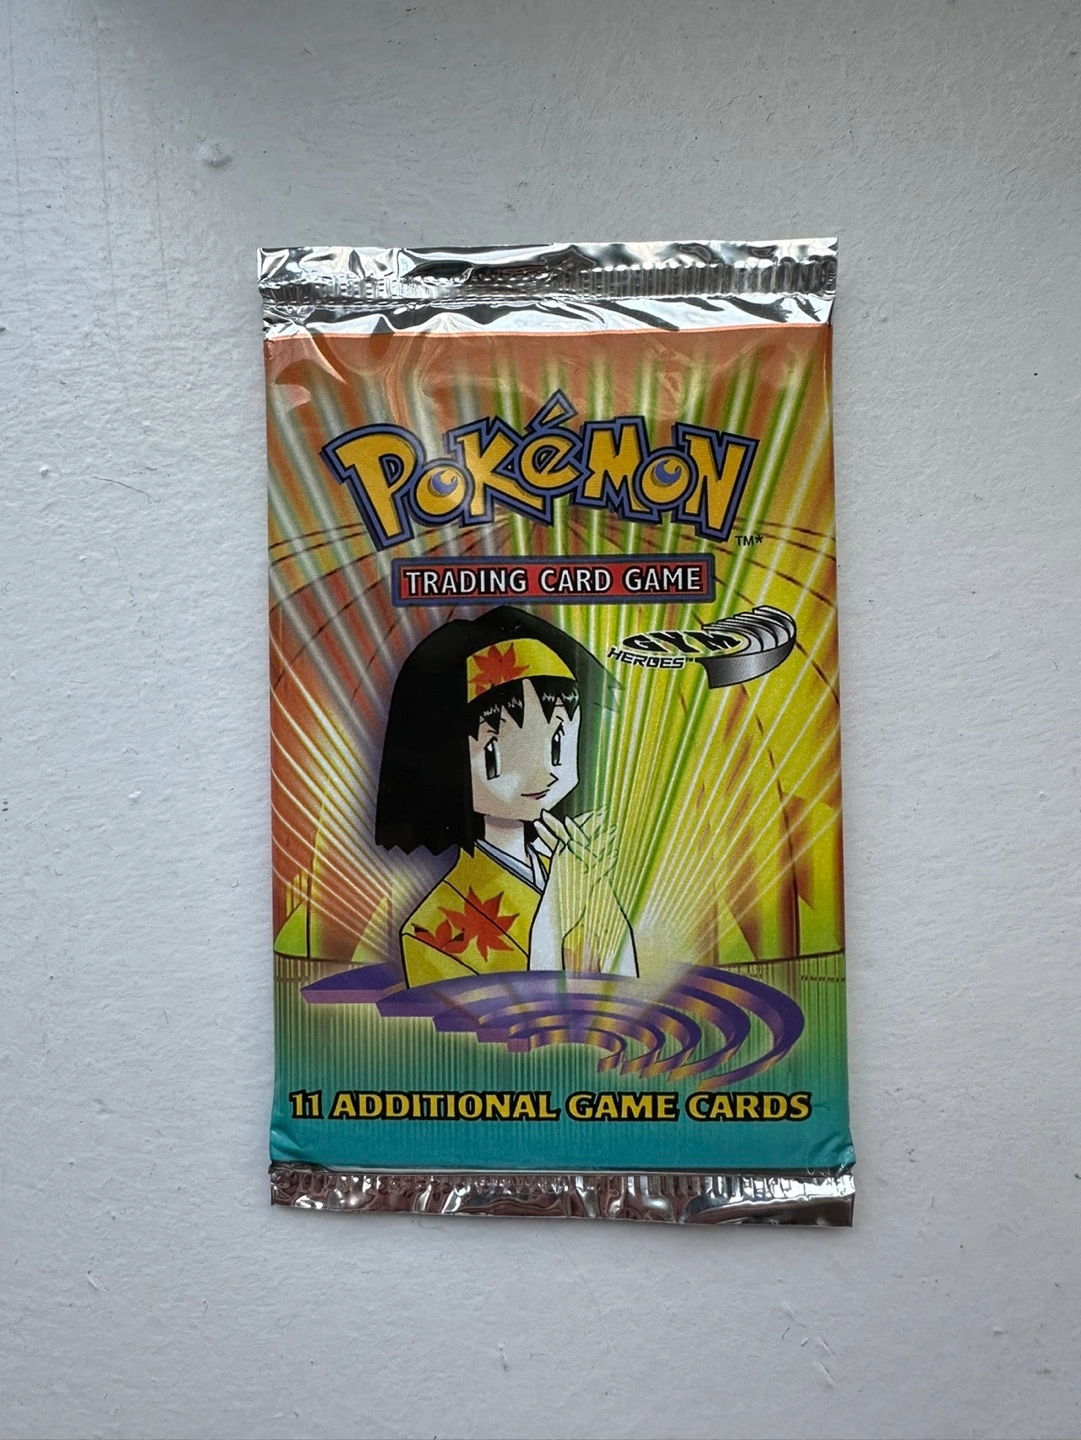 POKéMON
TM*
TRADING CARD GAME
GYM
HEROES™
11 ADDITIONAL GAME CARDS